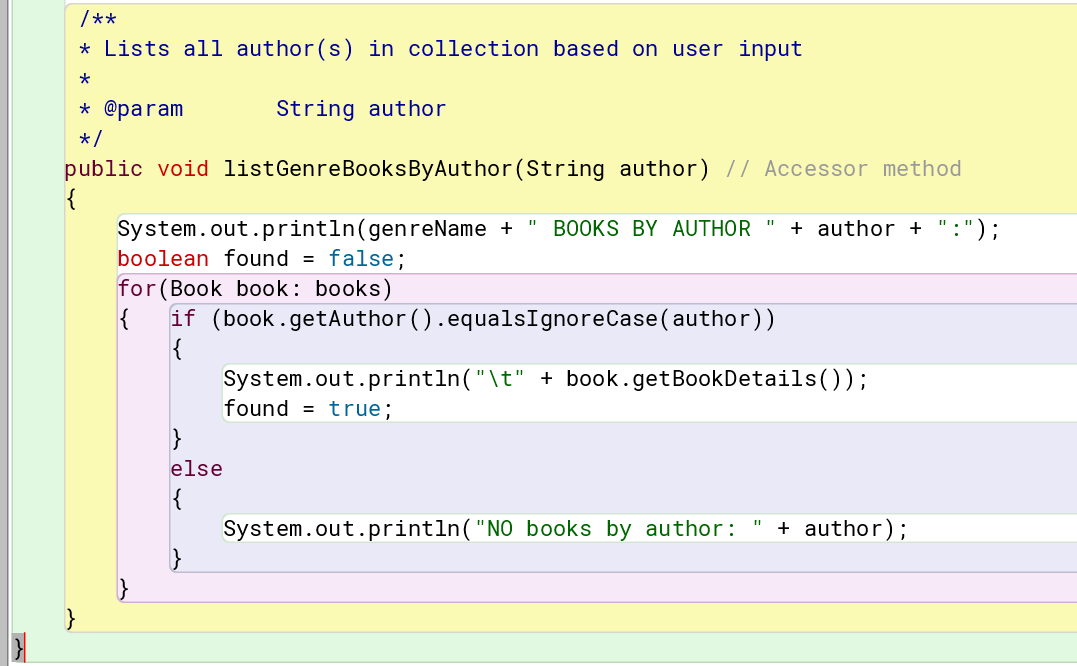 /**
* Lists all author(s) in collection based on user input
*
* @param       String author
*/
public void listGenreBooksByAuthor(String author) // Accessor method
{
System.out.println(genreName + " BOOKS BY AUTHOR " + author + ":");
boolean found = false;
for(Book book: books)
{   if (book.getAuthor().equalsIgnoreCase(author))
{
System.out.println("\t" + book.getBookDetails());
found = true;
}
else
{
System.out.println("NO books by author: " + author);
}
}
}
}